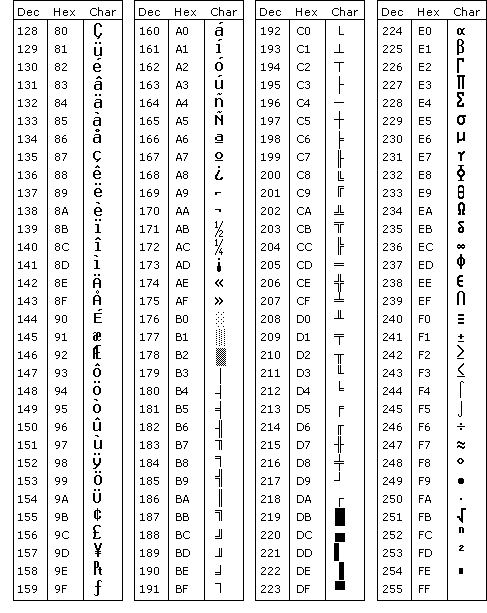 Dec Hex Char
128 80 Ç
129 81 ü
130 82 é
131 83 â
132 84 ä
133 85 à
134 86 å
135 87 ç
136 88 ê
137 89 ë
138 8A è
139 8B ï
140 8C î
141 8D ì
142 8E Ä
143 8F Å
144 90 É
145 91 æ
146 92 Æ
147 93 ô
148 94 ö
149 95 ò
150 96 û
151 97 ù
152 98 ÿ
153 99 Ö
154 9A Ü
155 9B ¢
156 9C £
157 9D ¥
158 9E ₧
159 9F ƒ
Dec Hex Char
160 A0 á
161 A1 í
162 A2 ó
163 A3 ú
164 A4 ñ
165 A5 Ñ
166 A6 ª
167 A7 º
168 A8 ¿
169 A9 ⌐
170 AA ¬
171 AB ½
172 AC ¼
173 AD ¡
174 AE «
175 AF »
176 B0 ░
177 B1 ▒
178 B2 ▓
179 B3 │
180 B4 ┤
181 B5 ╡
182 B6 ╢
183 B7 ╖
184 B8 ╕
185 B9 ╣
186 BA ║
187 BB ╗
188 BC ╝
189 BD ╜
190 BE ╛
191 BF ┐
Dec Hex Char
192 C0 └
193 C1 ┴
194 C2 ┬
195 C3 ├
196 C4 ─
197 C5 ┼
198 C6 ╞
199 C7 ╟
200 C8 ╚
201 C9 ╔
202 CA ╩
203 CB ╦
204 CC ╠
205 CD ═
206 CE ╬
207 CF ╧
208 D0 ╨
209 D1 ╤
210 D2 ╥
211 D3 ╙
212 D4 ╘
213 D5 ╒
214 D6 ╓
215 D7 ╫
216 D8 ╪
217 D9 ┘
218 DA ┌
219 DB █
220 DC ▄
221 DD ▌
222 DE ▐
223 DF ▀
Dec Hex Char
224 E0 α
225 E1 β
226 E2 Γ
227 E3 Π
228 E4 Σ
229 E5 σ
230 E6 µ
231 E7 τ
232 E8 Φ
233 E9 θ
234 EA Ω
235 EB δ
236 EC ∞
237 ED ϕ
238 EE ∈
239 EF ∩
240 F0 ≡
241 F1 ±
242 F2 ≥
243 F3 ≤
244 F4 ⌠
245 F5 ⌡
246 F6 ÷
247 F7 ≈
248 F8 °
249 F9 •
250 FA ·
251 FB √
252 FC ⁿ
253 FD ²
254 FE ■
255 FF